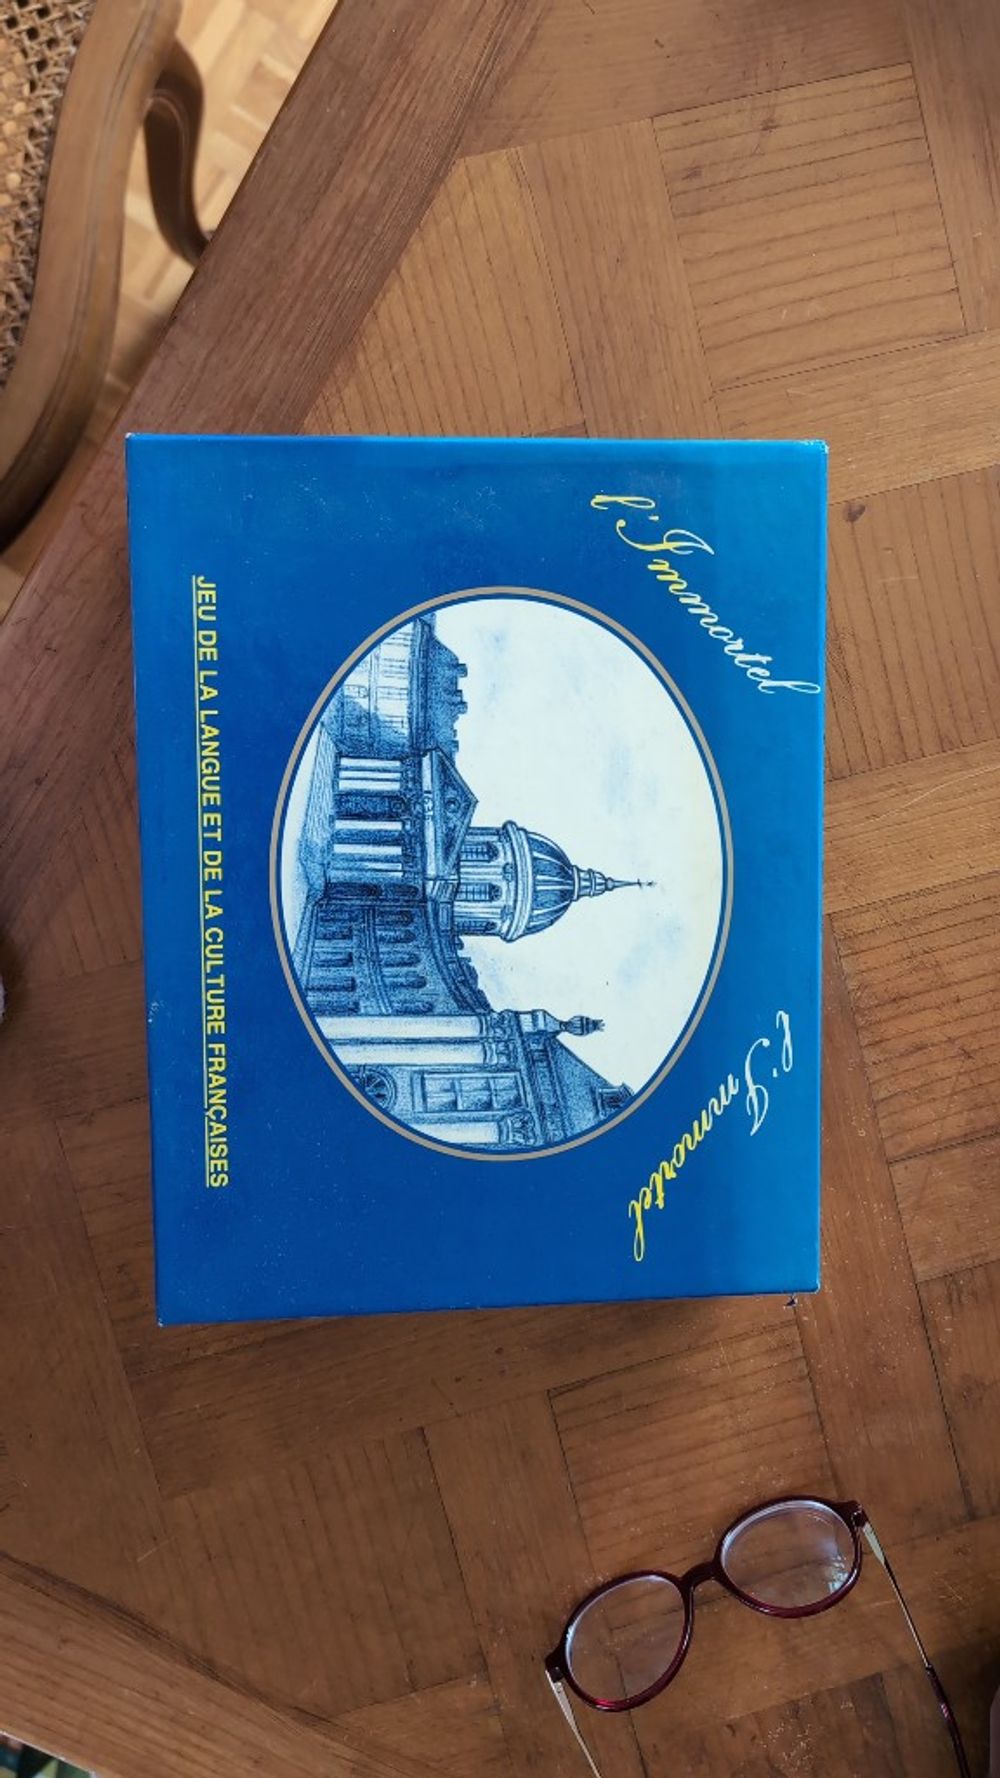 l'Immortel
l'Immortel
JEU DE LA LANGUE ET DE LA CULTURE FRANÇAISES